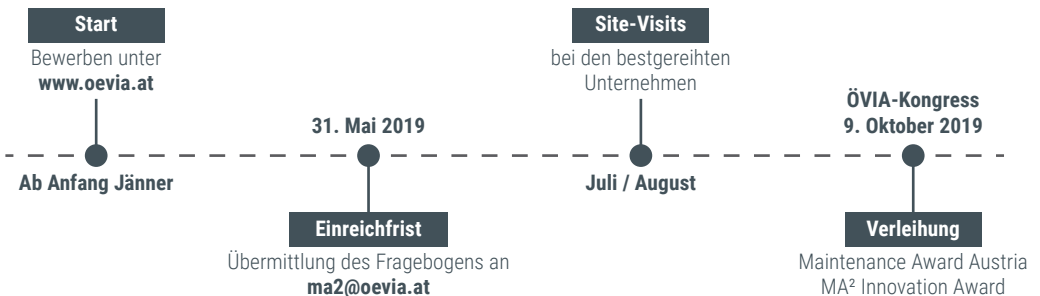 Start
Bewerben unter
www.oevia.at
Ab Anfang Jänner
31. Mai 2019
Einreichfrist
Übermittlung des Fragebogens an
ma2@oevia.at
Site-Visits
bei den bestgereihten
Unternehmen
Juli / August
ÖVIA-Kongress
9. Oktober 2019
Verleihung
Maintenance Award Austria
MA² Innovation Award